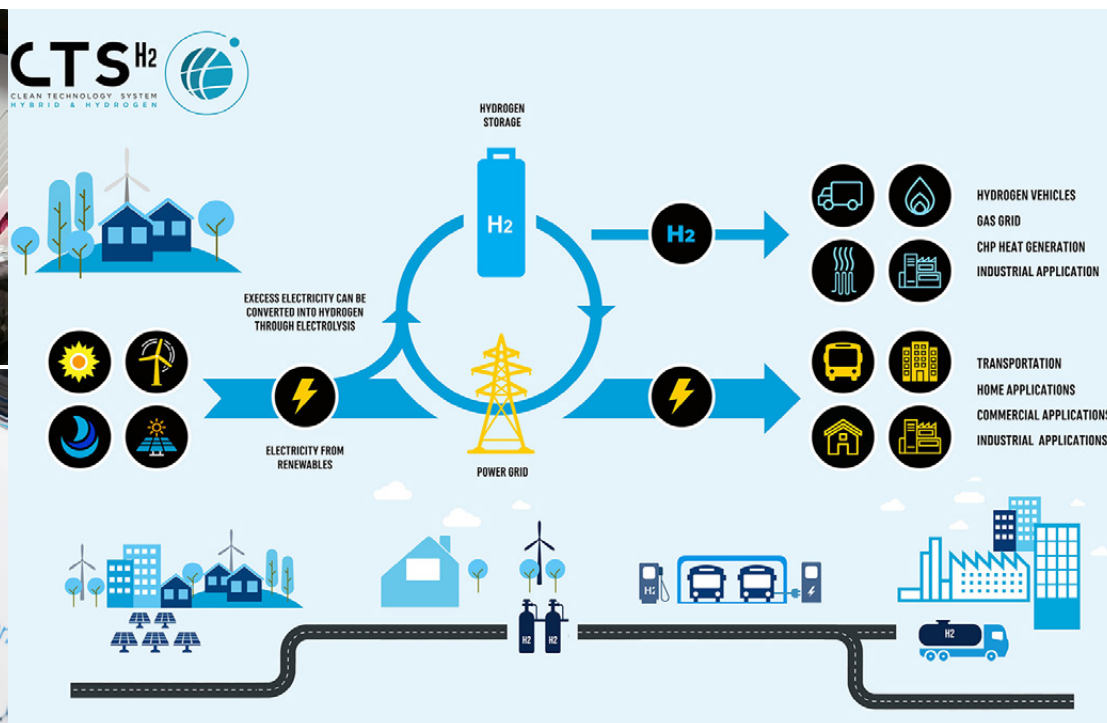 CTS H2
CLEAN TECHNOLOGY SYSTEM
HYBRID & HYDROGEN
HYDROGEN
STORAGE
H2
H2
HYDROGEN VEHICLES
GAS GRID
CHP HEAT GENERATION
INDUSTRIAL APPLICATION
EXCESS ELECTRICITY CAN BE
CONVERTED INTO HYDROGEN
THROUGH ELECTROLYSIS
ELECTRICITY FROM
RENEWABLES
POWER GRID
TRANSPORTATION
HOME APPLICATIONS
COMMERCIAL APPLICATIONS
INDUSTRIAL APPLICATIONS
H2
H2
H2
H2